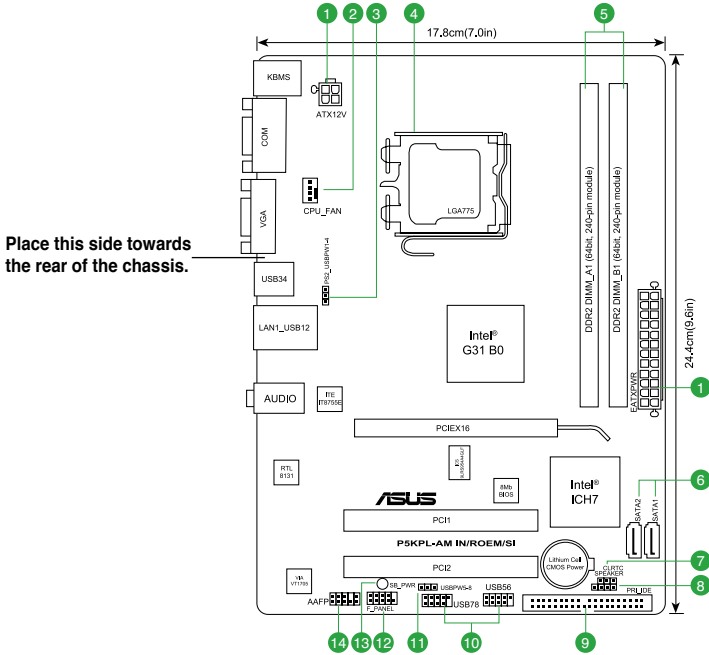 1
2
3
4
5
17.8cm(7.0in)
KBMS
ATX12V
COM
CPU_FAN
LGA775
VGA
Place this side towards
the rear of the chassis.
USB34
PS2_USBPW1-4
DDR2 DIMM_A1 (64bit, 240-pin module)
DDR2 DIMM_B1 (64bit, 240-pin module)
24.4cm(9.6in)
LAN1_USB12
Intel®
G31 B0
EATXPWR
1
AUDIO
ITE
IT8755E
PCIEX16
RTL
8131
ICS
8Mb
BIOS
Intel®
ICH7
SATA2
SATA1
6
ASUS
PCI1
P5KPL-AM IN/ROEM/SI
PCI2
Lithium Cell
CMOS Power
CLRTC
7
SPEAKER
8
VIA
VT1705
SB_PWR
USBPW5-8
USB56
PRI_IDE
AAFP
F_PANEL
USB78
14
13
12
11
10
9